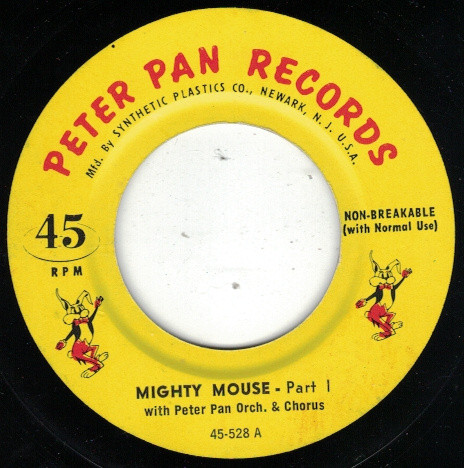 PETER PAN RECORDS
Mfd. By SYNTHETIC PLASTICS CO., NEWARK, N. J. U.S.A.
45
RPM
NON-BREAKABLE
(with Normal Use)
MIGHTY MOUSE - Part 1
with Peter Pan Orch. & Chorus
45-528 A